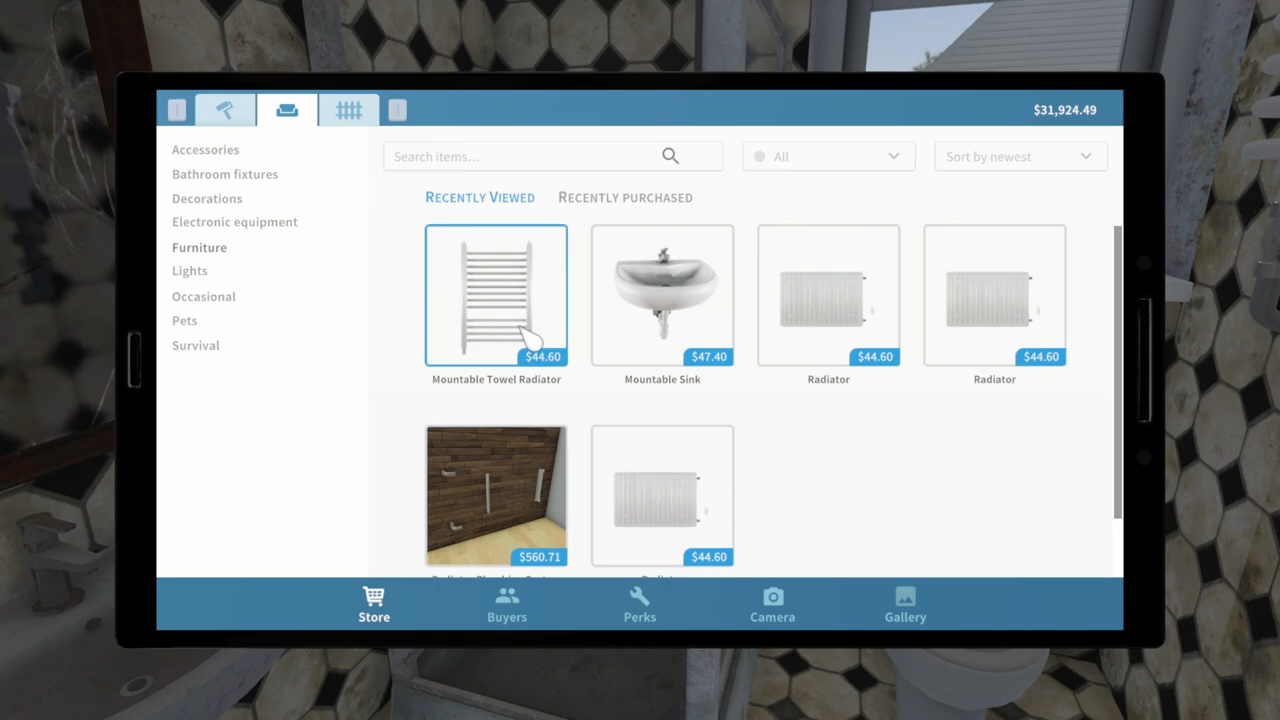 $31,924.49
Accessories
Bathroom fixtures
Decorations
Electronic equipment
Furniture
Lights
Occasional
Pets
Survival
Search items...
All
Sort by newest
RECENTLY VIEWED
RECENTLY PURCHASED
$44.60
$47.40
$44.60
$44.60
Mountable Towel Radiator
Mountable Sink
Radiator
Radiator
$560.71
$44.60
Store
Buyers
Perks
Camera
Gallery